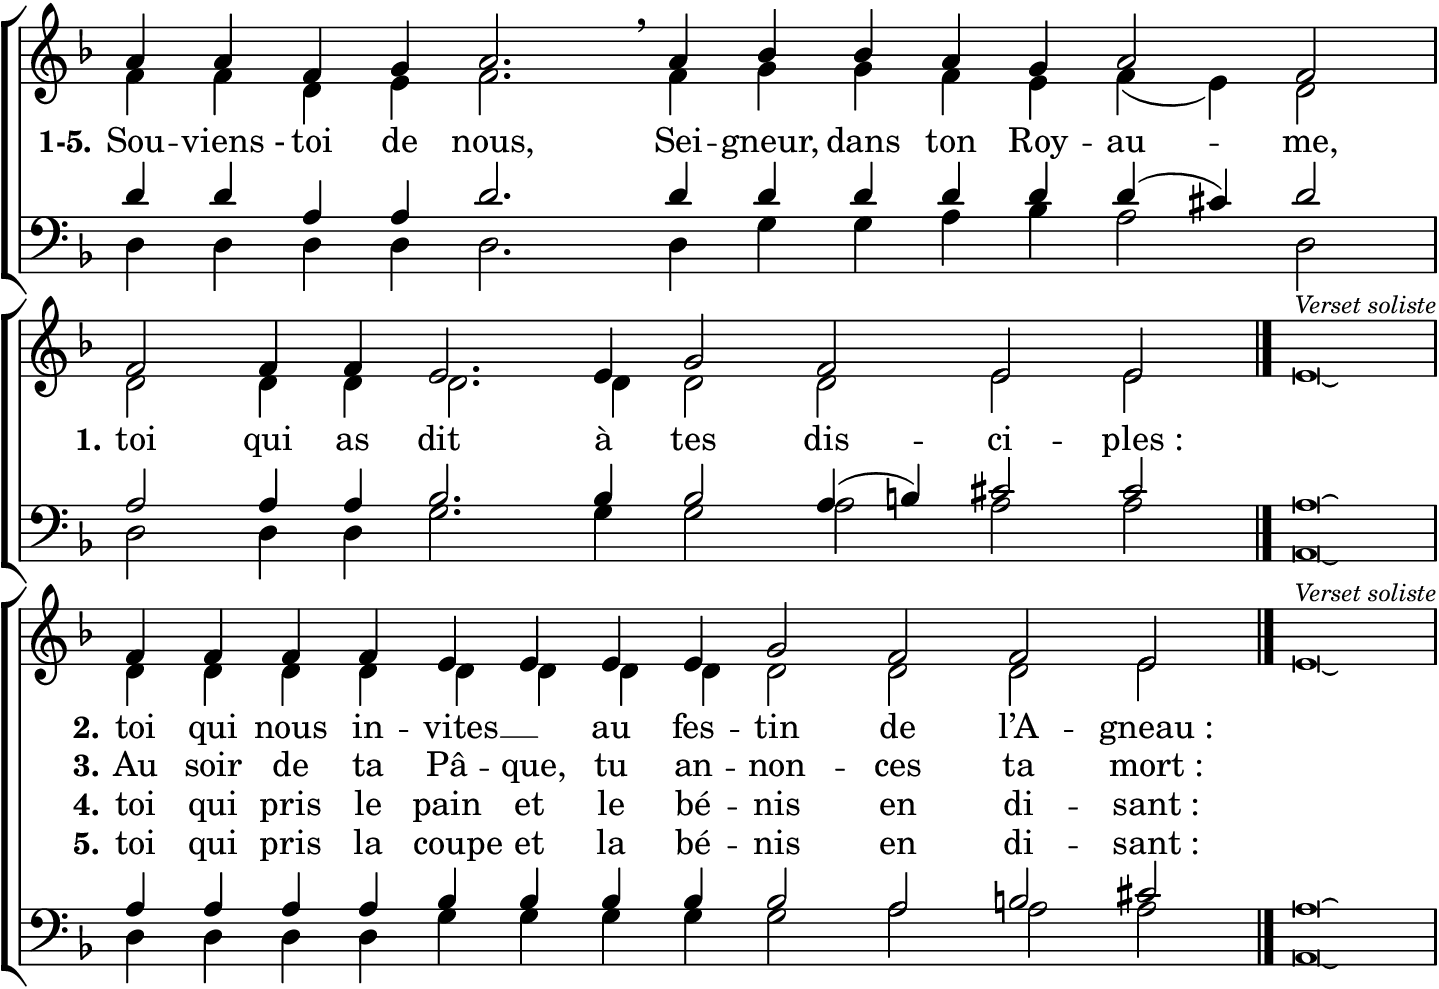 1-5. Sou -- viens - toi de nous, Sei -- gneur, dans ton Roy -- au -- me,
Verset soliste
1. toi qui as dit à tes dis -- ci -- ples :
Verset soliste
2. toi qui nous in -- vites __ au fes -- tin de l’A -- gneau :
3. Au soir de ta Pâ -- que, tu an -- non -- ces ta mort :
4. toi qui pris le pain et le bé -- nis en di -- sant :
5. toi qui pris la coupe et la bé -- nis en di -- sant :